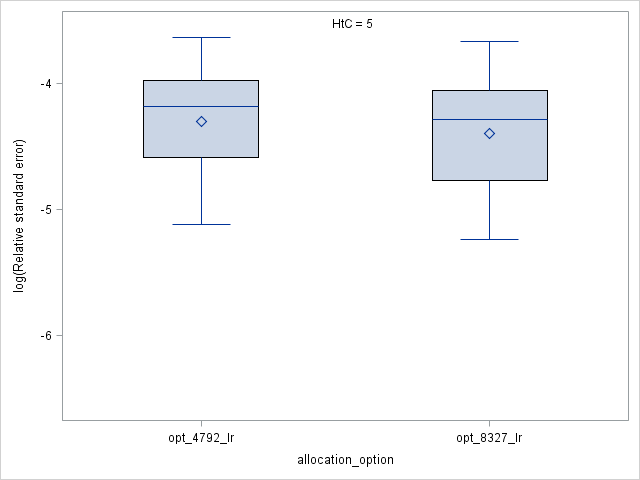 HtC = 5
-4
-5
-6
log(Relative standard error)
opt_4792_lr
opt_8327_lr
allocation_option